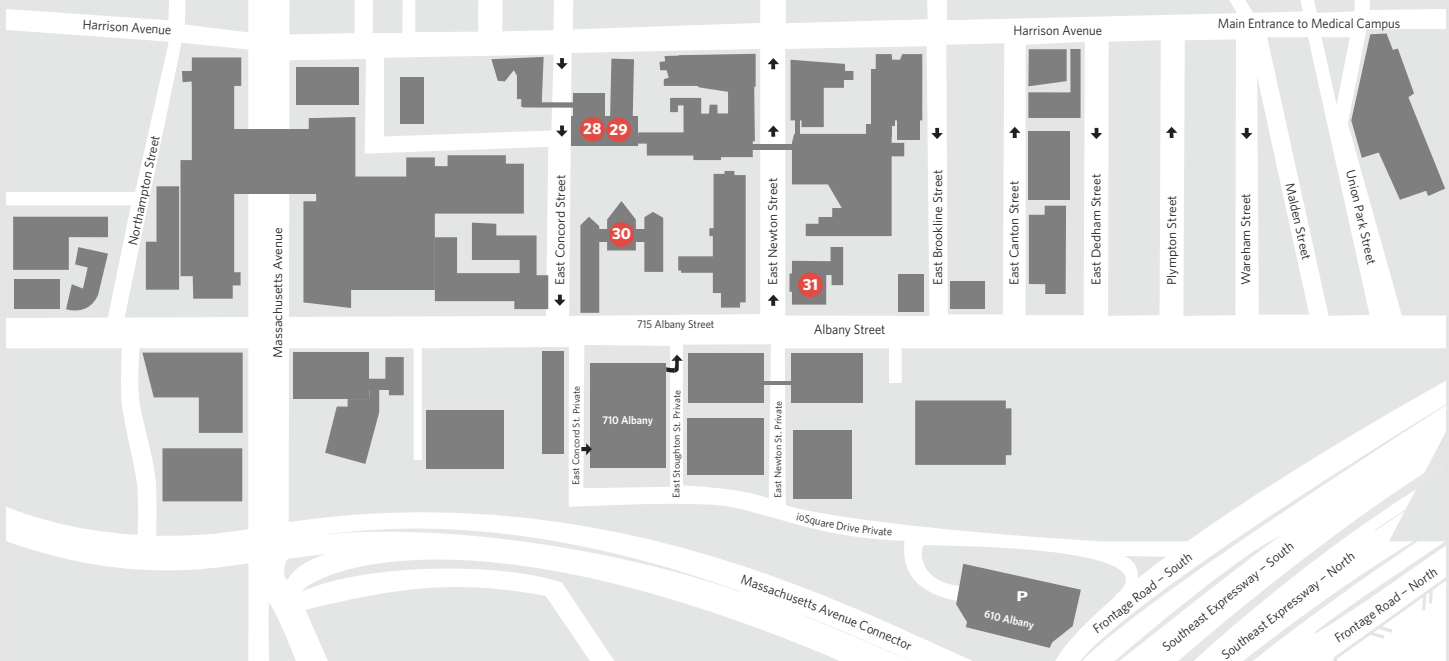 Harrison Avenue
Harrison Avenue
Main Entrance to Medical Campus
28
29
30
31
Northampton Street
Massachusetts Avenue
East Concord Street
East Newton Street
East Brookline Street
East Canton Street
East Dedham Street
Plympton Street
Wareham Street
Malden Street
Union Park Street
715 Albany Street
Albany Street
710 Albany
East Concord St. Private
East Stoughton St. Private
East Newton St. Private
ioSquare Drive Private
Massachusetts Avenue Connector
P
610 Albany
Frontage Road – South
Southeast Expressway – South
Southeast Expressway – North
Frontage Road – North